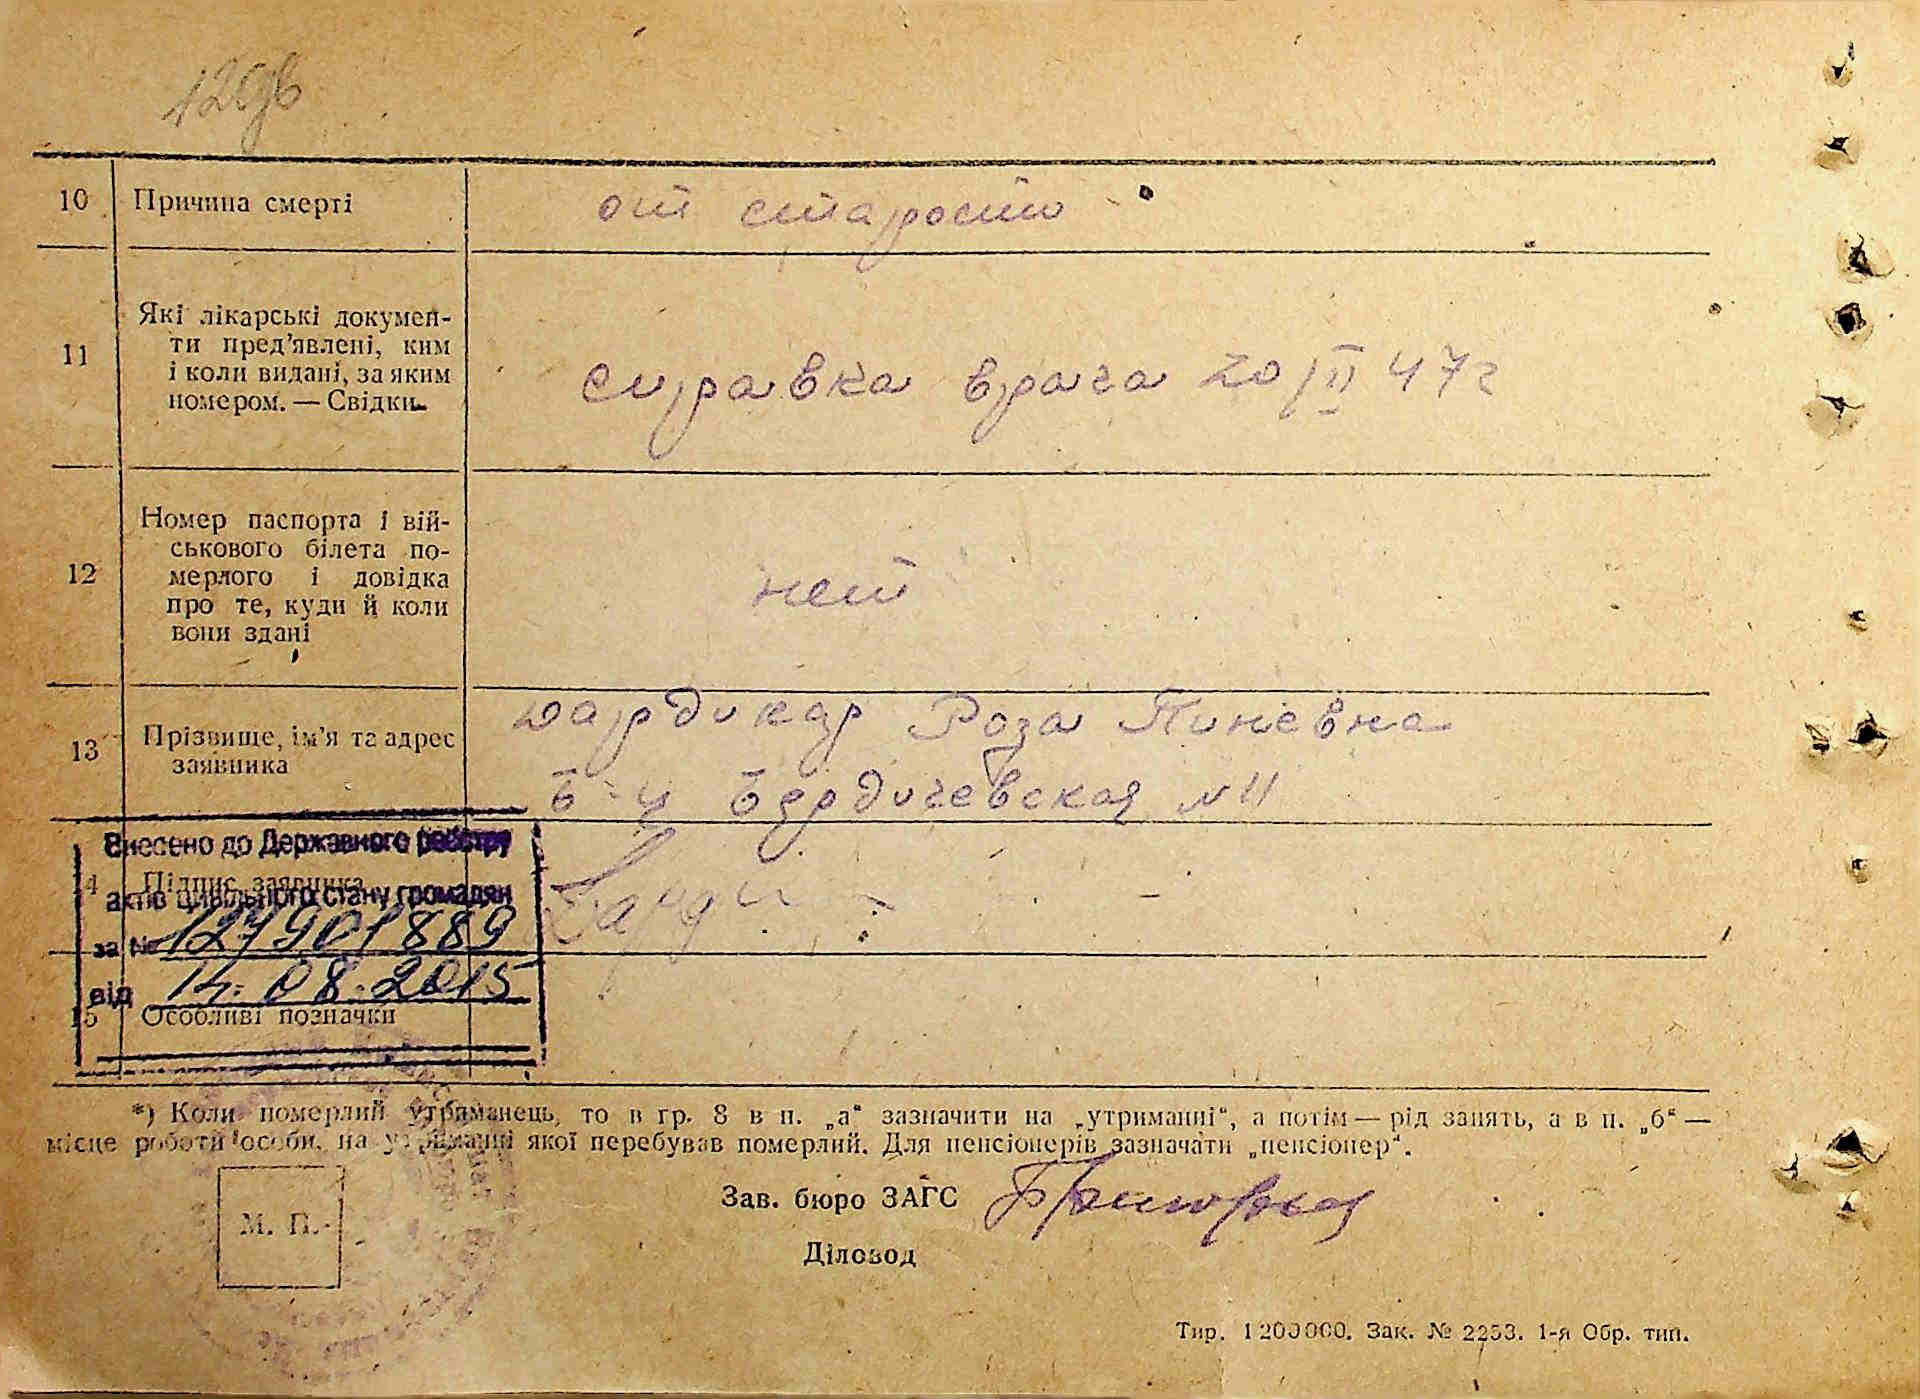 10 Причина смерті от старости
11 Які лікарські докумен-
ти пред'явлені, ким
і коли видані, за яким
номером. — Свідки
справка врача 20/II 47г
12 Номер паспорта і вій-
ськового білета по-
мерлого і довідка
про те, куди й коли
вони здані
нет
13 Прізвище, ім'я та адрес
заявника
Дардикар Роза Пиневна
Б-ч Бердичевская N 11
Внесено до Державного реєстру
14 Підпис заявника
актів цивільного стану громадян
за № 127901889
від 14.08.2015
15 Особливі позначки
*) Коли померлий утриманець, то в гр. 8 в п. „а“ зазначити на „утриманні“, а потім — рід занять, а в п. „б“ —
місце роботи особи, на утриманні якої перебував померлий. Для пенсіонерів зазначати „пенсіонер“.
М. П.
Зав. бюро ЗАГС
Діловод
Тир. 1200000. Зак. № 2253. 1-я Обр. тип.